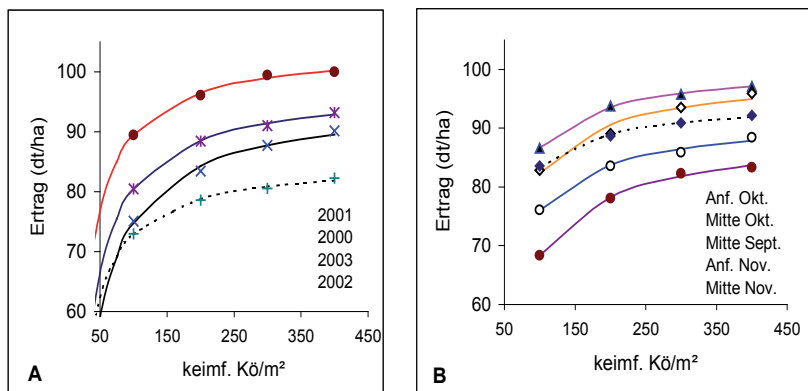 Ertrag (dt/ha)
100
90
80
70
60
50
150
250
350
450
2001
2000
2003
2002
A
keimf. Kö/m²
Ertrag (dt/ha)
100
90
80
70
60
50
150
250
350
450
Anf. Okt.
Mitte Okt.
Mitte Sept.
Anf. Nov.
Mitte Nov.
B
keimf. Kö/m²